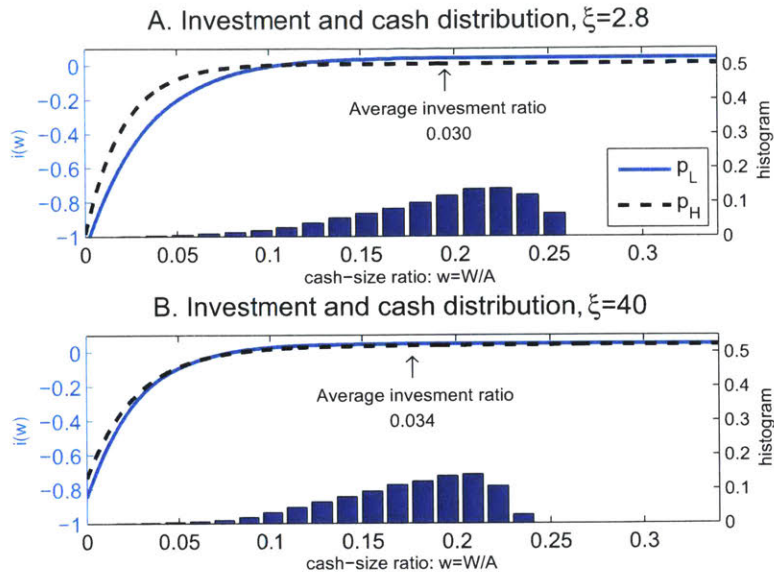 A. Investment and cash distribution, ξ=2.8
0
−0.2
−0.4
−0.6
−0.8
−1
i(w)
Average invesment ratio
0.030
p_L
p_H
0.5
0.4
0.3
0.2
0.1
0
histogram
0 0.05 0.1 0.15 0.2 0.25 0.3
cash−size ratio: w=W/A
B. Investment and cash distribution, ξ=40
0
−0.2
−0.4
−0.6
−0.8
−1
i(w)
Average invesment ratio
0.034
0.5
0.4
0.3
0.2
0.1
0
histogram
0 0.05 0.1 0.15 0.2 0.25 0.3
cash−size ratio: w=W/A